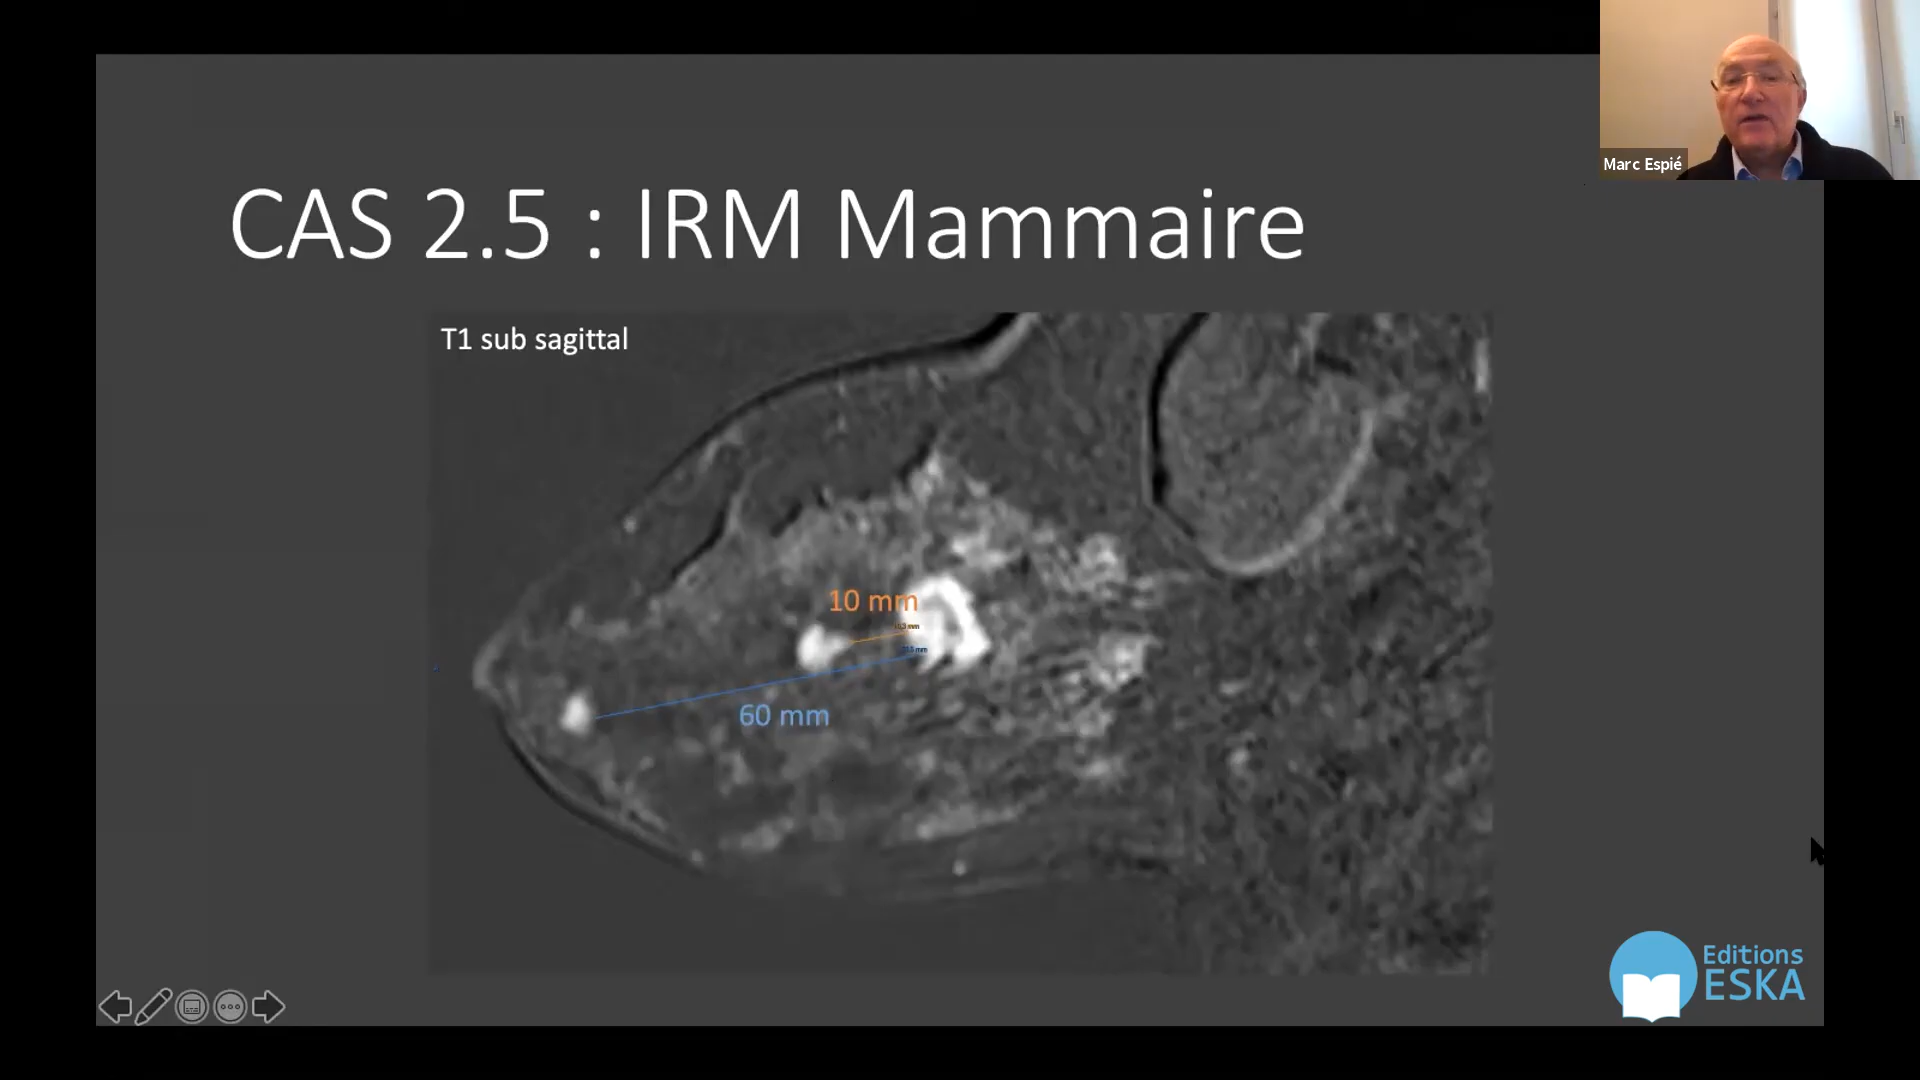 Marc Espié
CAS 2.5 : IRM Mammaire
T1 sub sagittal
10 mm
60 mm
Editions
ESKA